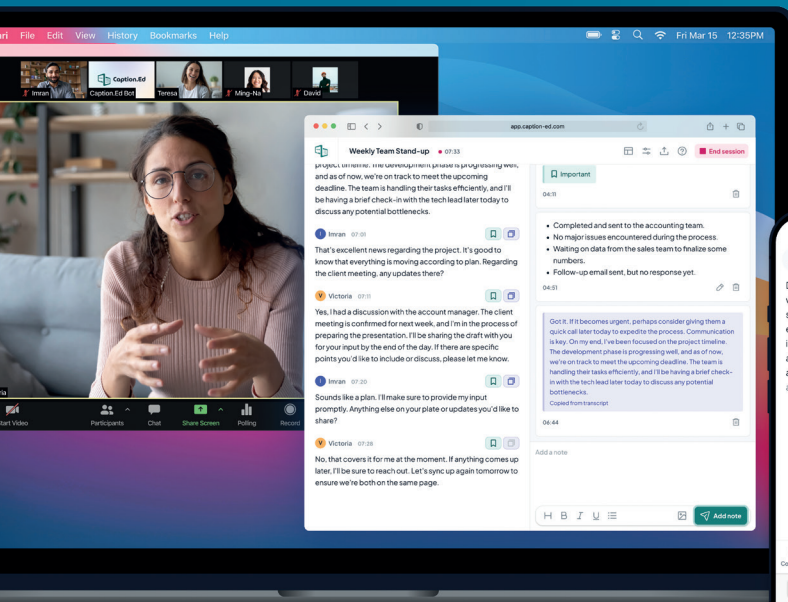 File Edit View History Bookmarks Help
Fri Mar 15 12:35PM
Imran
Caption.Ed
Caption.Ed Bot
Teresa
Ming-Na
David
Participants
Chat
Share Screen
Polling
Record
app.caption-ed.com
Weekly Team Stand-up
07:33
End session
project timeline. The development phase is progressing well,
and as of now, we're on track to meet the upcoming
deadline. The team is handling their tasks efficiently, and I'll
be having a brief check-in with the tech lead later today to
discuss any potential bottlenecks.
I Imran 07:01
That's excellent news regarding the project. It's good to
know that everything is moving according to plan. Regarding
the client meeting, any updates there?
V Victoria 07:11
Yes, I had a discussion with the account manager. The client
meeting is confirmed for next week, and I'm in the process of
preparing the presentation. I'll be sharing the draft with you
for your input by the end of the day. If there are specific
points you'd like to include or discuss, please let me know.
I Imran 07:20
Sounds like a plan. I'll make sure to provide my input
promptly. Anything else on your plate or updates you'd like to
share?
V Victoria 07:28
No, that covers it for me at the moment. If anything comes up
later, I'll be sure to reach out. Let's sync up again tomorrow to
ensure we're both on the same page.
Important
04:11
• Completed and sent to the accounting team.
• No major issues encountered during the process.
• Waiting on data from the sales team to finalize some
numbers.
• Follow-up email sent, but no response yet.
04:51
Got it. If it becomes urgent, perhaps consider giving them a
quick call later today to expedite the process. Communication
is key. On my end, I've been focused on the project timeline.
The development phase is progressing well, and as of now,
we're on track to meet the upcoming deadline. The team is
handling their tasks efficiently, and I'll be having a brief check-
in with the tech lead later today to discuss any potential
bottlenecks.
Copied from transcript
06:44
Add a note
H B I U
Add note